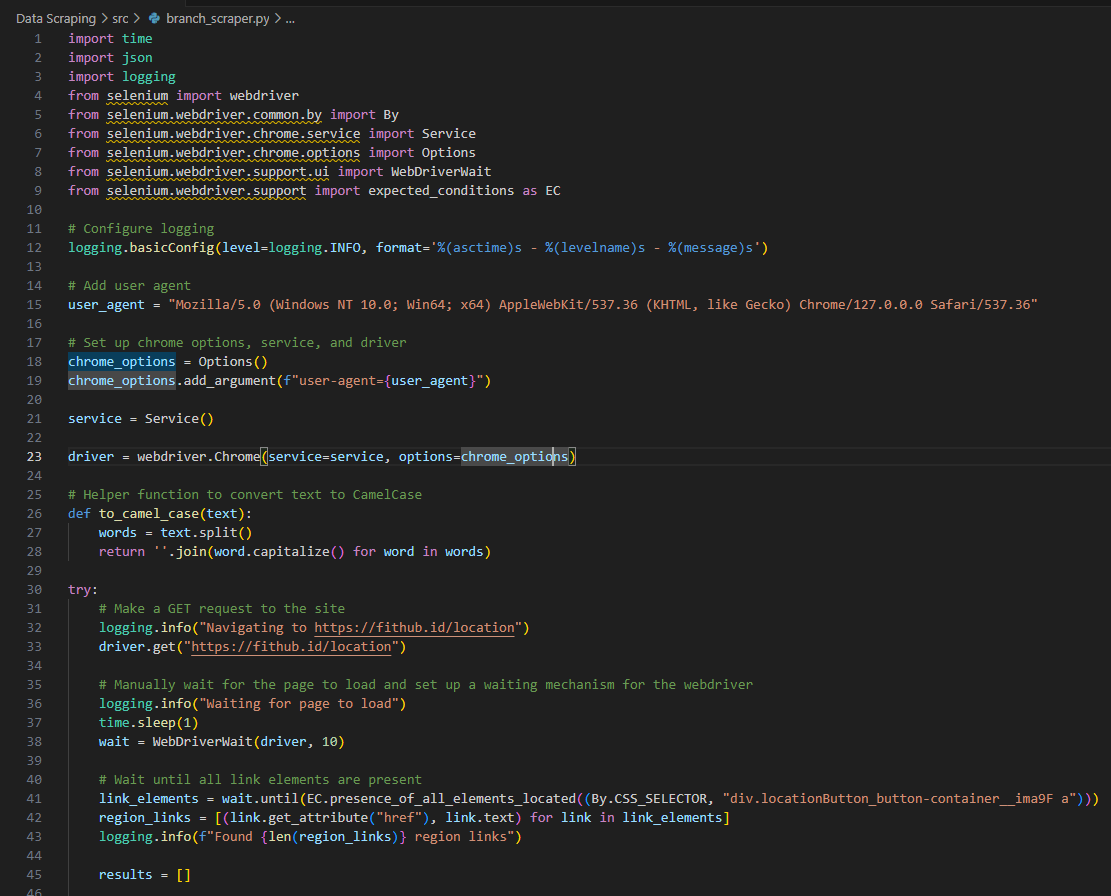 Data Scraping > src > branch_scraper.py > ...
1 import time
2 import json
3 import logging
4 from selenium import webdriver
5 from selenium.webdriver.common.by import By
6 from selenium.webdriver.chrome.service import Service
7 from selenium.webdriver.chrome.options import Options
8 from selenium.webdriver.support.ui import WebDriverWait
9 from selenium.webdriver.support import expected_conditions as EC
10
11 # Configure logging
12 logging.basicConfig(level=logging.INFO, format='%(asctime)s - %(levelname)s - %(message)s')
13
14 # Add user agent
15 user_agent = "Mozilla/5.0 (Windows NT 10.0; Win64; x64) AppleWebKit/537.36 (KHTML, like Gecko) Chrome/127.0.0.0 Safari/537.36"
16
17 # Set up chrome options, service, and driver
18 chrome_options = Options()
19 chrome_options.add_argument(f"user-agent={user_agent}")
20
21 service = Service()
22
23 driver = webdriver.Chrome(service=service, options=chrome_options)
24
25 # Helper function to convert text to CamelCase
26 def to_camel_case(text):
27     words = text.split()
28     return ''.join(word.capitalize() for word in words)
29
30 try:
31     # Make a GET request to the site
32     logging.info("Navigating to https://fithub.id/location")
33     driver.get("https://fithub.id/location")
34
35     # Manually wait for the page to load and set up a waiting mechanism for the webdriver
36     logging.info("Waiting for page to load")
37     time.sleep(1)
38     wait = WebDriverWait(driver, 10)
39
40     # Wait until all link elements are present
41     link_elements = wait.until(EC.presence_of_all_elements_located((By.CSS_SELECTOR, "div.locationButton_button-container__ima9F a")))
42     region_links = [(link.get_attribute("href"), link.text) for link in link_elements]
43     logging.info(f"Found {len(region_links)} region links")
44
45     results = []
46